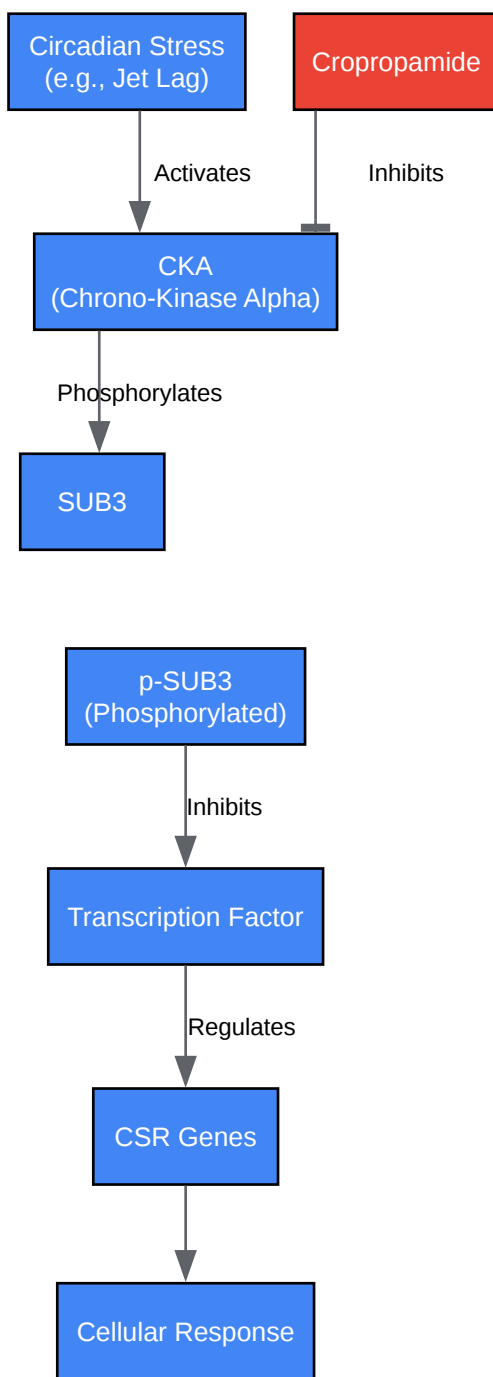 Circadian Stress
(e.g., Jet Lag)
Cropropamide
Activates
Inhibits
CKA
(Chrono-Kinase Alpha)
Phosphorylates
SUB3
p-SUB3
(Phosphorylated)
Inhibits
Transcription Factor
Regulates
CSR Genes
Cellular Response